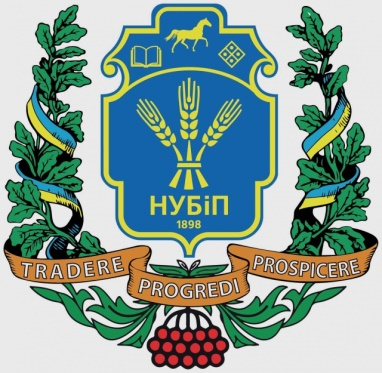 НУБіП
1898
TRADERE
PROGREDI
PROSPICERE